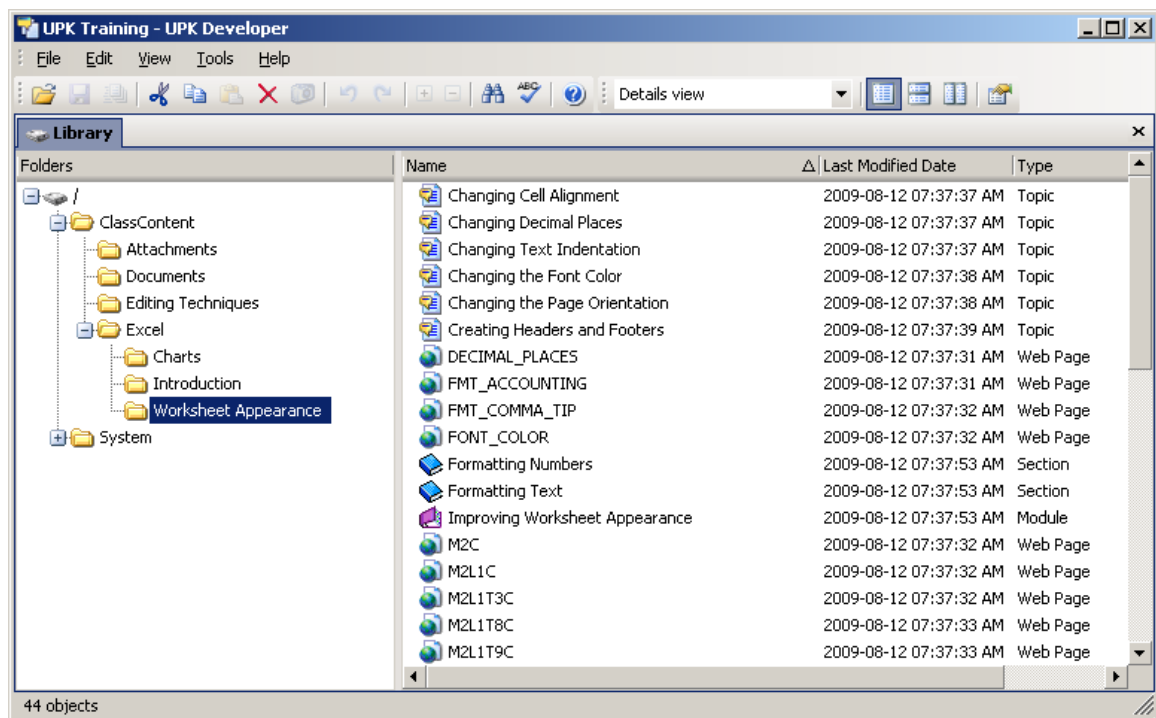 UPK Training - UPK Developer
File Edit View Tools Help
ABC Details view
Library
Folders
Name Last Modified Date Type
/
ClassContent
Attachments
Documents
Editing Techniques
Excel
Charts
Introduction
Worksheet Appearance
System
Changing Cell Alignment 2009-08-12 07:37:37 AM Topic
Changing Decimal Places 2009-08-12 07:37:37 AM Topic
Changing Text Indentation 2009-08-12 07:37:37 AM Topic
Changing the Font Color 2009-08-12 07:37:38 AM Topic
Changing the Page Orientation 2009-08-12 07:37:38 AM Topic
Creating Headers and Footers 2009-08-12 07:37:39 AM Topic
DECIMAL_PLACES 2009-08-12 07:37:31 AM Web Page
FMT_ACCOUNTING 2009-08-12 07:37:31 AM Web Page
FMT_COMMA_TIP 2009-08-12 07:37:32 AM Web Page
FONT_COLOR 2009-08-12 07:37:32 AM Web Page
Formatting Numbers 2009-08-12 07:37:53 AM Section
Formatting Text 2009-08-12 07:37:53 AM Section
Improving Worksheet Appearance 2009-08-12 07:37:53 AM Module
M2C 2009-08-12 07:37:32 AM Web Page
M2L1C 2009-08-12 07:37:32 AM Web Page
M2L1T3C 2009-08-12 07:37:32 AM Web Page
M2L1T8C 2009-08-12 07:37:33 AM Web Page
M2L1T9C 2009-08-12 07:37:33 AM Web Page
44 objects